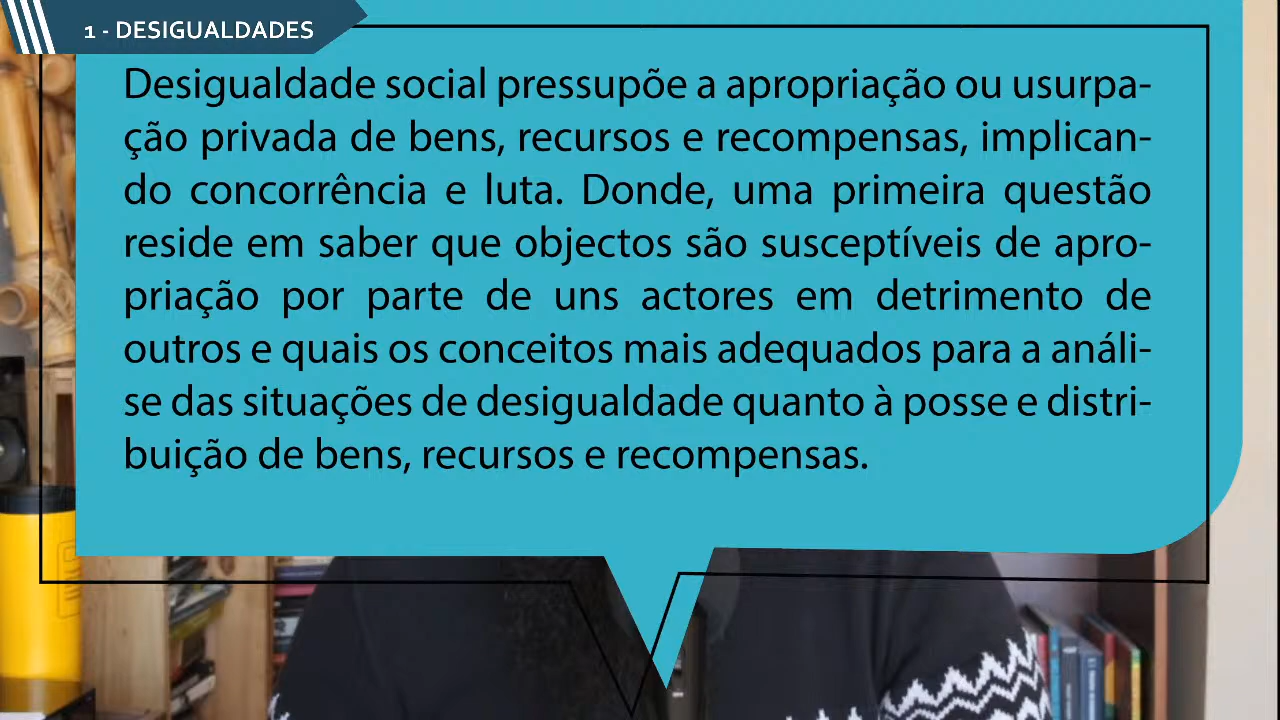 1 - DESIGUALDADES
Desigualdade social pressupõe a apropriação ou usurpa-
ção privada de bens, recursos e recompensas, implican-
do concorrência e luta. Donde, uma primeira questão
reside em saber que objectos são susceptíveis de apro-
priação por parte de uns actores em detrimento de
outros e quais os conceitos mais adequados para a análi-
se das situações de desigualdade quanto à posse e distri-
buição de bens, recursos e recompensas.